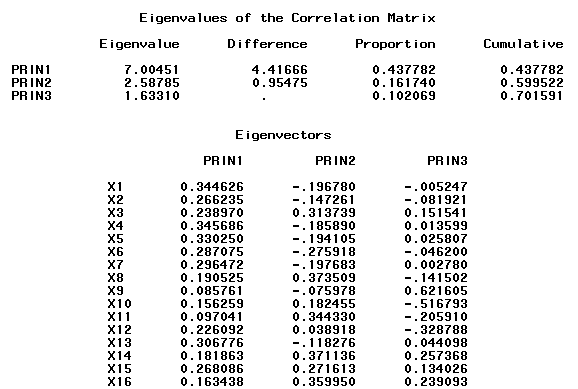 Eigenvalues of the Correlation Matrix
Eigenvalue Difference Proportion Cumulative
PRIN1 7.00451 4.41666 0.437782 0.437782
PRIN2 2.58785 0.95475 0.161740 0.599522
PRIN3 1.63310 . 0.102069 0.701591
Eigenvectors
PRIN1 PRIN2 PRIN3
X1 0.344626 -.196780 -.005247
X2 0.266235 -.147261 -.081921
X3 0.238970 0.313739 0.151541
X4 0.345686 -.185890 0.013599
X5 0.330250 -.194105 0.025807
X6 0.287075 -.275918 -.046200
X7 0.296472 -.197683 0.002780
X8 0.190525 0.373509 -.141502
X9 0.085761 -.075978 0.621605
X10 0.156259 0.182455 -.516793
X11 0.097041 0.344330 -.205910
X12 0.226092 0.038918 -.328788
X13 0.306776 -.118276 0.044098
X14 0.181863 0.371136 0.257368
X15 0.268086 0.271613 0.134026
X16 0.163438 0.359950 0.239093